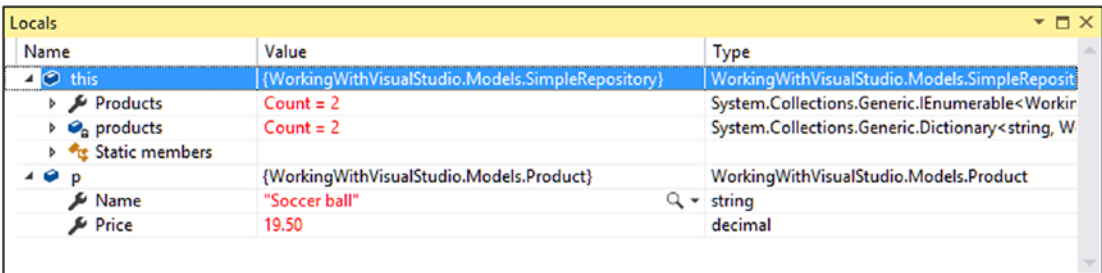 Locals
Name Value Type
this {WorkingWithVisualStudio.Models.SimpleRepository} WorkingWithVisualStudio.Models.SimpleReposit
Products Count = 2 System.Collections.Generic.IEnumerable<Workin
products Count = 2 System.Collections.Generic.Dictionary<string, W
Static members
p {WorkingWithVisualStudio.Models.Product} WorkingWithVisualStudio.Models.Product
Name "Soccer ball" string
Price 19.50 decimal